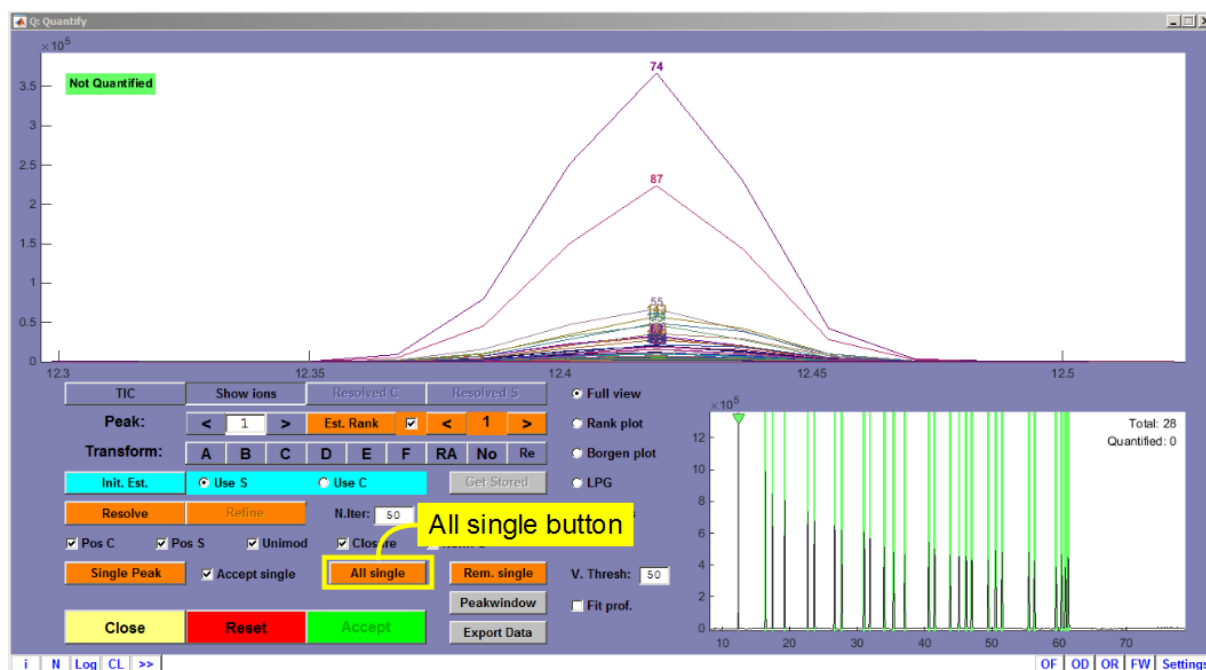 Q: Quantify
×10⁵
Not Quantified
74
3.5
3
2.5
87
2
1.5
1
55
0.5
0
12.3 12.35 12.4 12.45 12.5
TIC Show ions Resolved C Resolved S Full view
Peak: < 1 > Est. Rank < 1 > Rank plot
Transform: A B C D E F RA No Re Borgen plot
Init. Est. Use S Use C Get Stored LPG
Resolve Refine N.Iter: 50
All single button
Pos C Pos S Unimod Closure
Single Peak Accept single All single Rem. single V. Thresh: 50
Peakwindow Fit prof.
Close Reset Accept Export Data
×10⁵
Total: 28
Quantified: 0
12
10
8
6
4
2
0
10 20 30 40 50 60 70
i N Log CL >> OF OD OR FW Settings